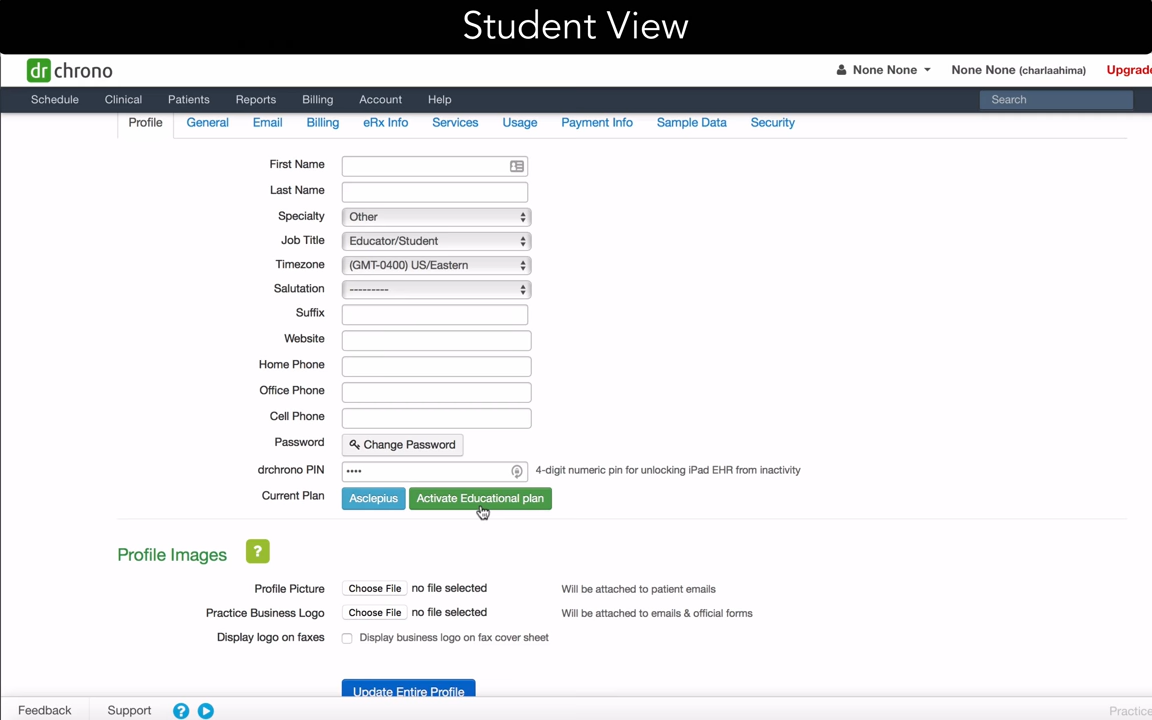 Student View
dr chrono
None None
None None (charlaahima)
Schedule Clinical Patients Reports Billing Account Help
Search
Profile General Email Billing eRx Info Services Usage Payment Info Sample Data Security
First Name
Last Name
Specialty Other
Job Title Educator/Student
Timezone (GMT-0400) US/Eastern
Salutation ---------
Suffix
Website
Home Phone
Office Phone
Cell Phone
Password Change Password
drchrono PIN •••• 4-digit numeric pin for unlocking iPad EHR from inactivity
Current Plan Asclepius Activate Educational plan
Profile Images ?
Profile Picture Choose File no file selected Will be attached to patient emails
Practice Business Logo Choose File no file selected Will be attached to emails & official forms
Display logo on faxes Display business logo on fax cover sheet
Update Entire Profile
Feedback Support ?
Practice